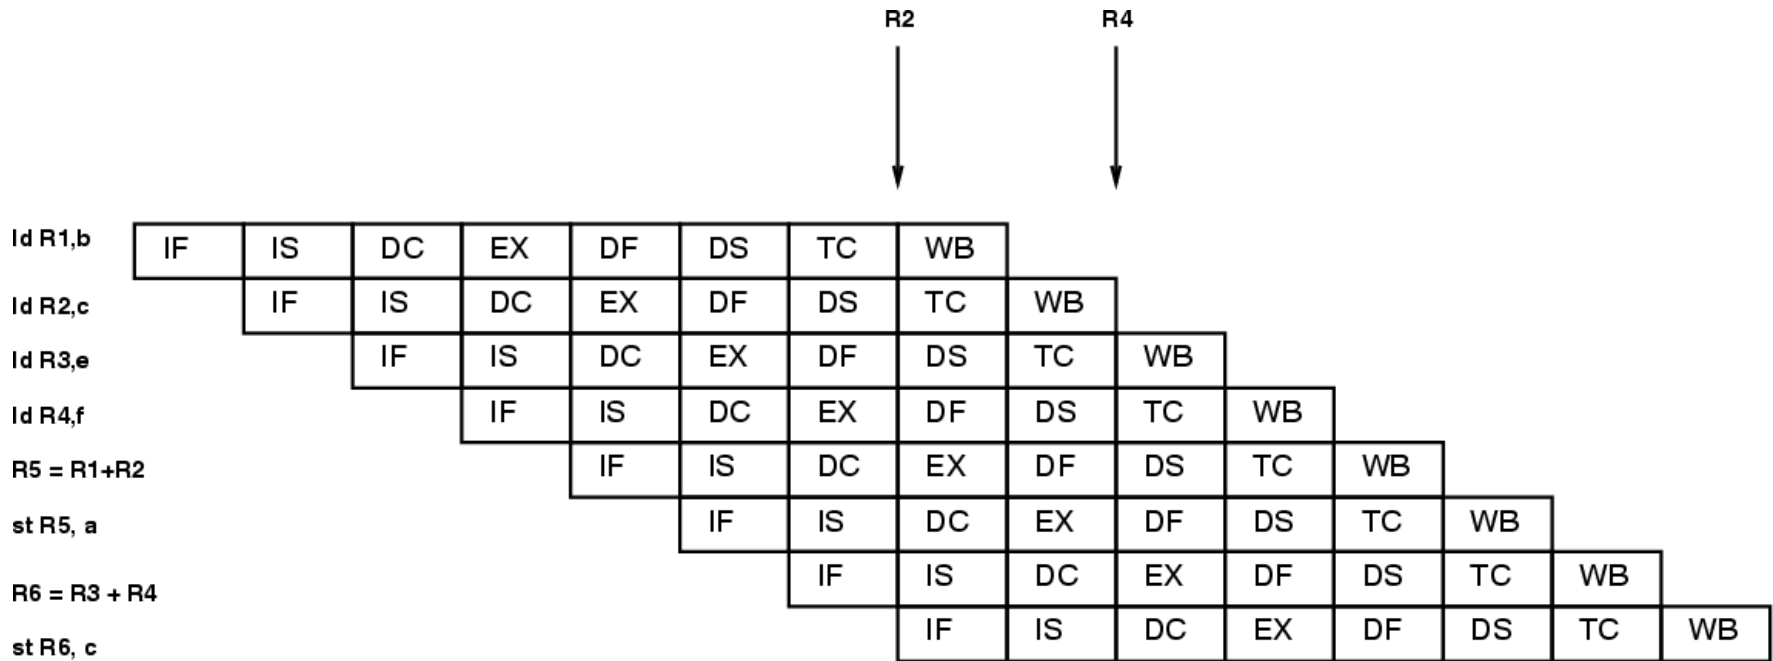 R2 R4
ld R1,b IF IS DC EX DF DS TC WB
ld R2,c IF IS DC EX DF DS TC WB
ld R3,e IF IS DC EX DF DS TC WB
ld R4,f IF IS DC EX DF DS TC WB
R5 = R1+R2 IF IS DC EX DF DS TC WB
st R5, a IF IS DC EX DF DS TC WB
R6 = R3 + R4 IF IS DC EX DF DS TC WB
st R6, c IF IS DC EX DF DS TC WB